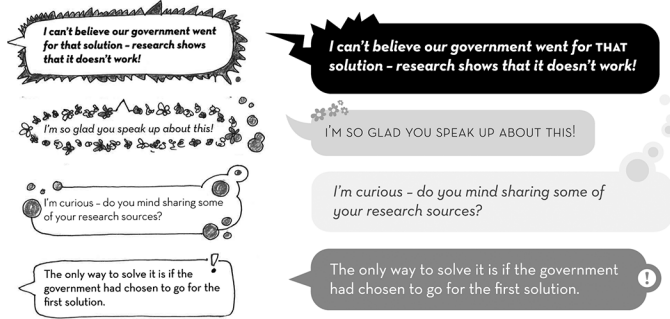 I can't believe our government went
for that solution – research shows
that it doesn't work!
I'm so glad you speak up about this!
I'm curious – do you mind sharing some
of your research sources?
!
The only way to solve it is if the
government had chosen to go for the
first solution.
I can't believe our government went for THAT
solution – research shows that it doesn't work!
I'M SO GLAD YOU SPEAK UP ABOUT THIS!
I'm curious – do you mind sharing some of
your research sources?
The only way to solve it is if the government
had chosen to go for the first solution.
!